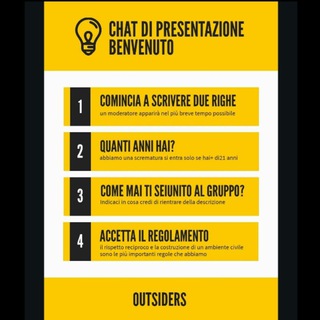 CHAT DI PRESENTAZIONE
BENVENUTO
1
COMINCIA A SCRIVERE DUE RIGHE
un moderatore apparirà nel più breve tempo possibile
2
QUANTI ANNI HAI?
abbiamo una scrematura si entra solo se hai+ di21 anni
3
COME MAI TI SEIUNITO AL GRUPPO?
Indicaci in cosa credi di rientrare della descrizione
4
ACCETTA IL REGOLAMENTO
il rispetto reciproco e la costruzione di un ambiente civile
sono le più importanti regole che abbiamo
OUTSIDERS